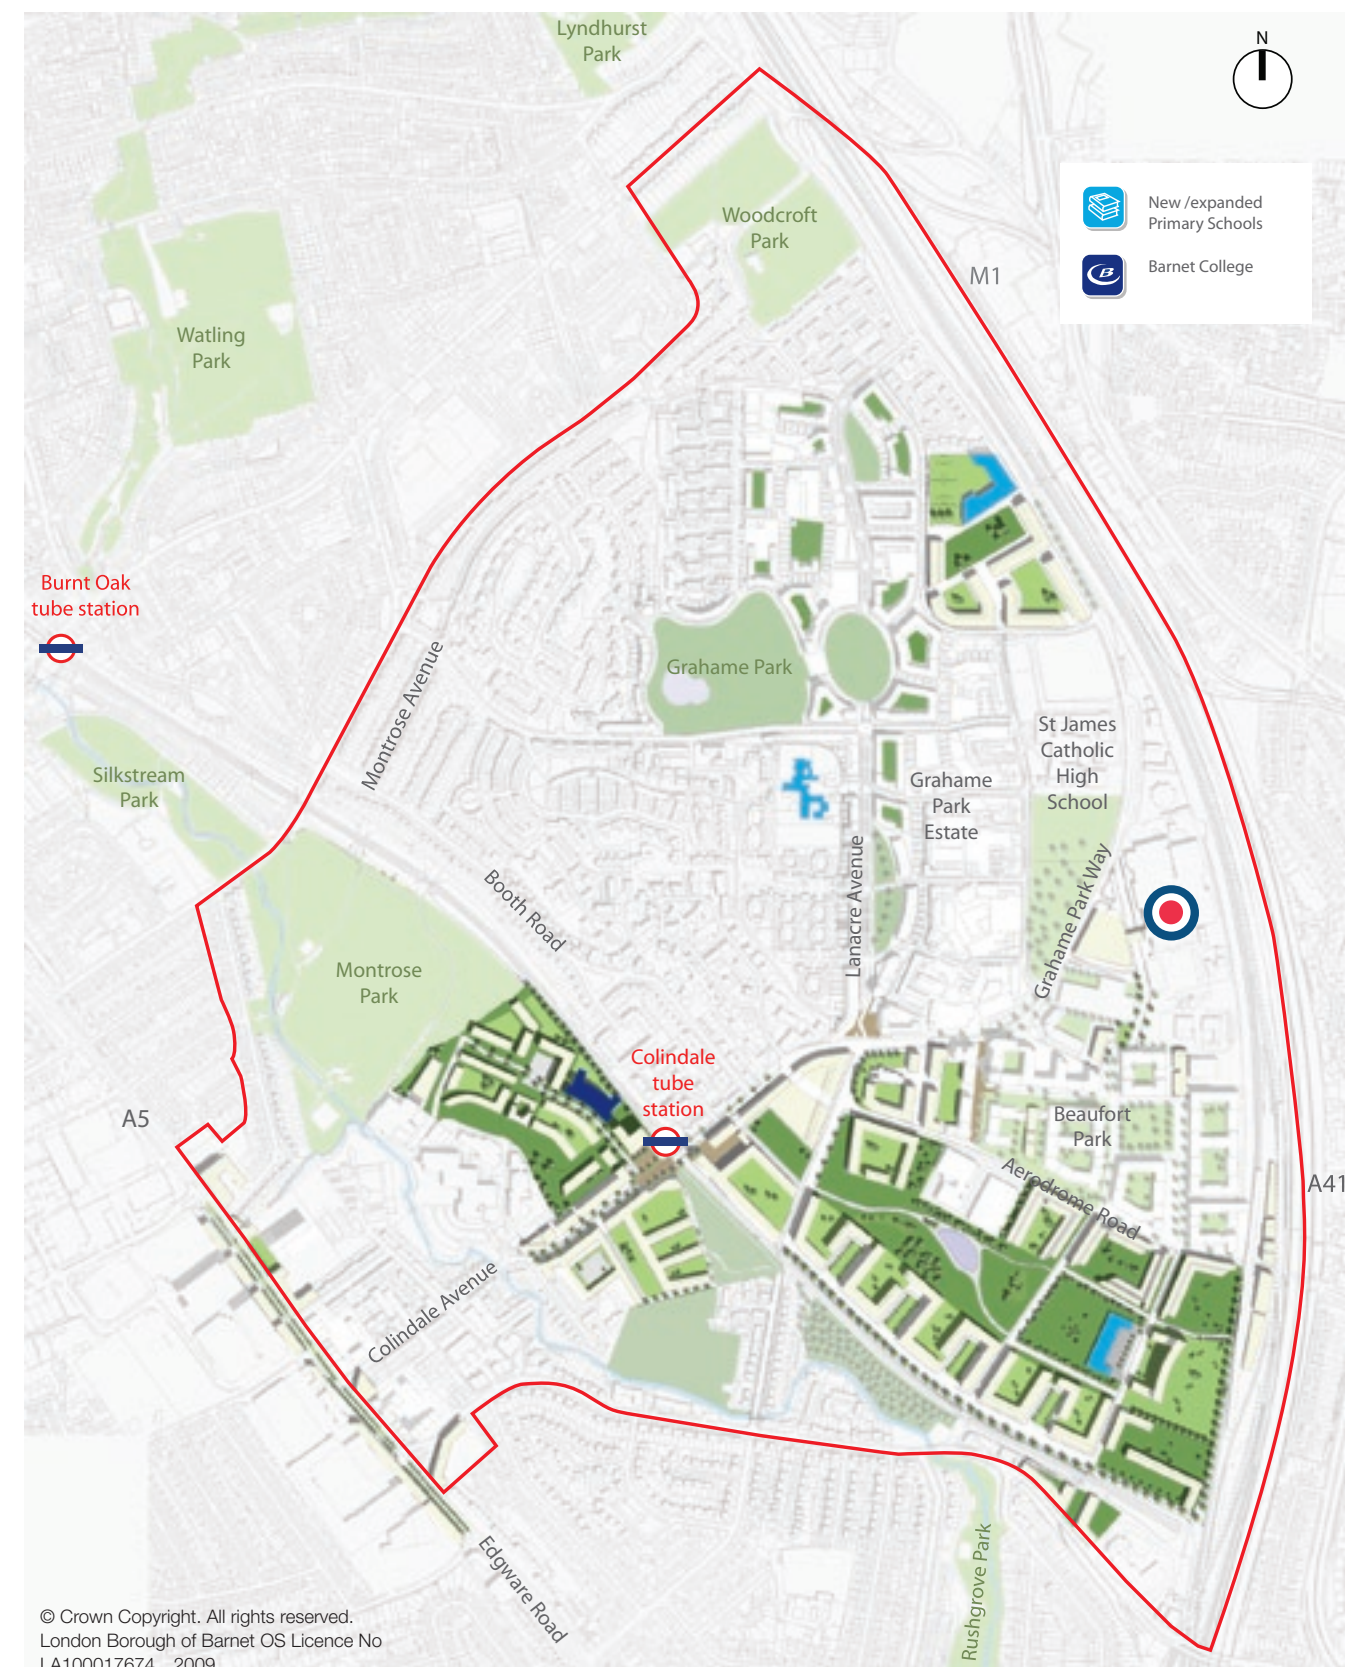 Lyndhurst
Park
N
New /expanded
Primary Schools
Barnet College
Woodcroft
Park
M1
Watling
Park
Burnt Oak
tube station
Montrose Avenue
Grahame Park
St James
Catholic
High
School
Silkstream
Park
Grahame
Park
Estate
Lanacre Avenue
Grahame Park Way
Booth Road
Montrose
Park
Colindale
tube
station
A5
Beaufort
Park
Aerodrome Road
A41
Colindale Avenue
Edgware Road
Rushgrove Park
© Crown Copyright. All rights reserved.
London Borough of Barnet OS Licence No
LA100017674 2009